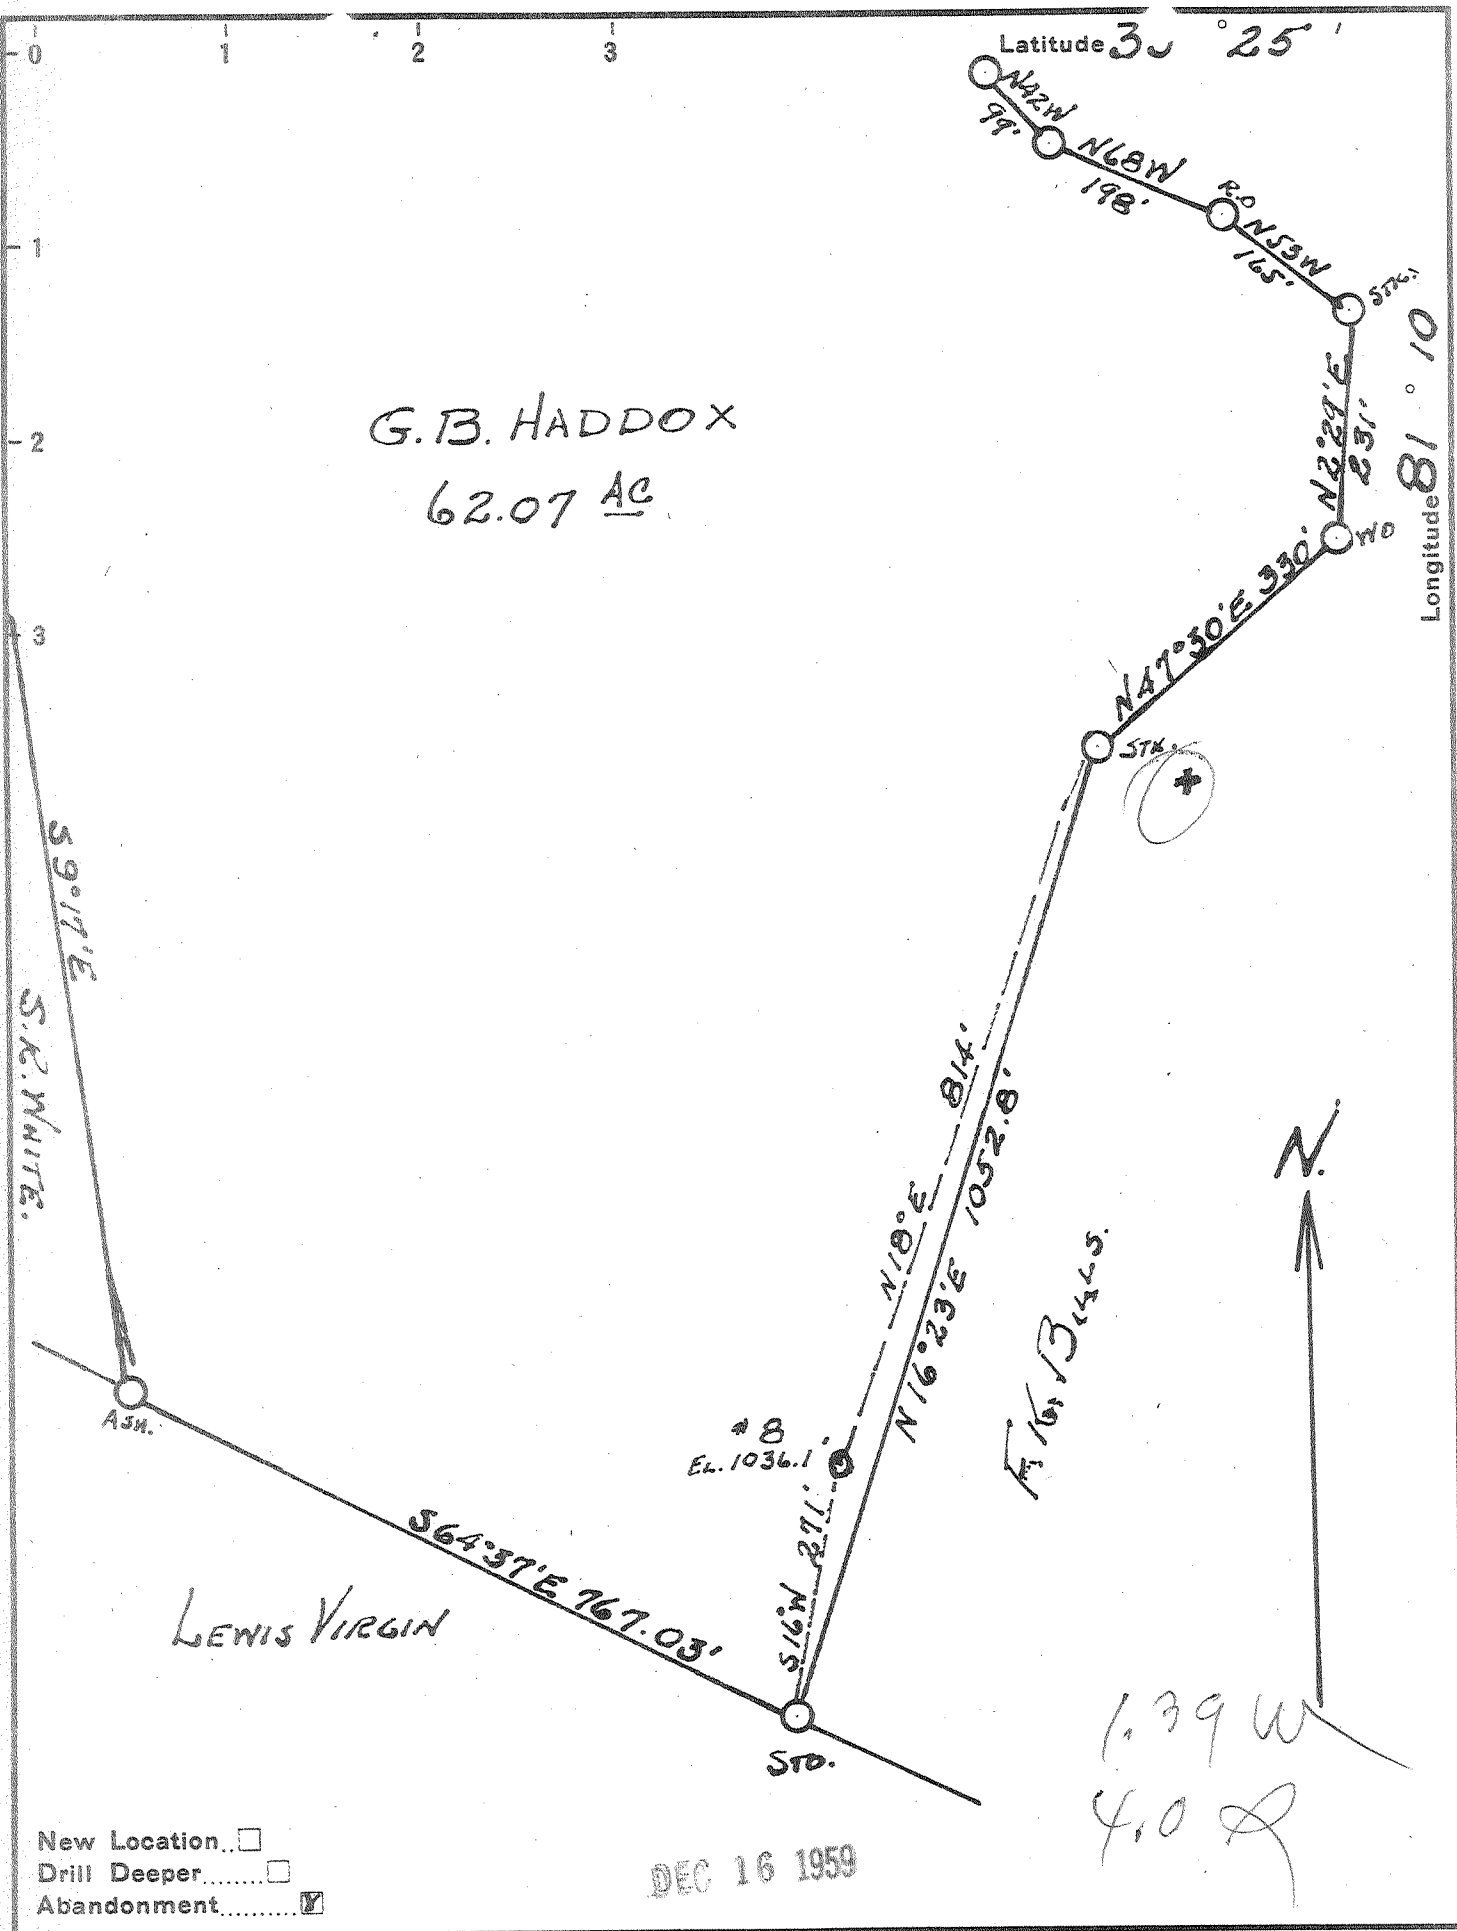 0 1 2 3
Latitude ° 25 '
N42W
99'
N68W
198'
R.O
N53W
165'
STK.
1
Longitude 81 ° 10
N2°29'E
231'
G.B. HADDOX
62.07 AC
2
WO
N47°30'E 330'
3
STK.
S9°17'E
S.R. WHITE.
814'
N18°E
N16°23'E 1052.8'
N.
ASH.
#8
EL. 1036.1'
S16°W 271'
S64°37'E 767.03'
LEWIS VIRGIN
STO.
1.39 W
4.0
New Location..
Drill Deeper........
Abandonment..........
DEC 16 1959